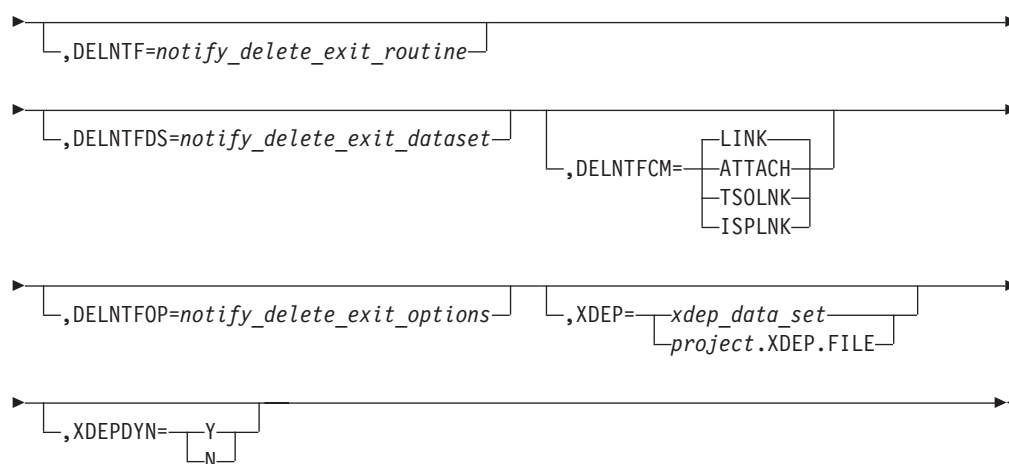 ,DELNTF=notify_delete_exit_routine
,DELNTFDS=notify_delete_exit_dataset
,DELNTFCM=
LINK
ATTACH
TSOLNK
ISPLNK
,DELNTFOP=notify_delete_exit_options
,XDEP=
xdep_data_set
project.XDEP.FILE
,XDEPDYN=
Y
N